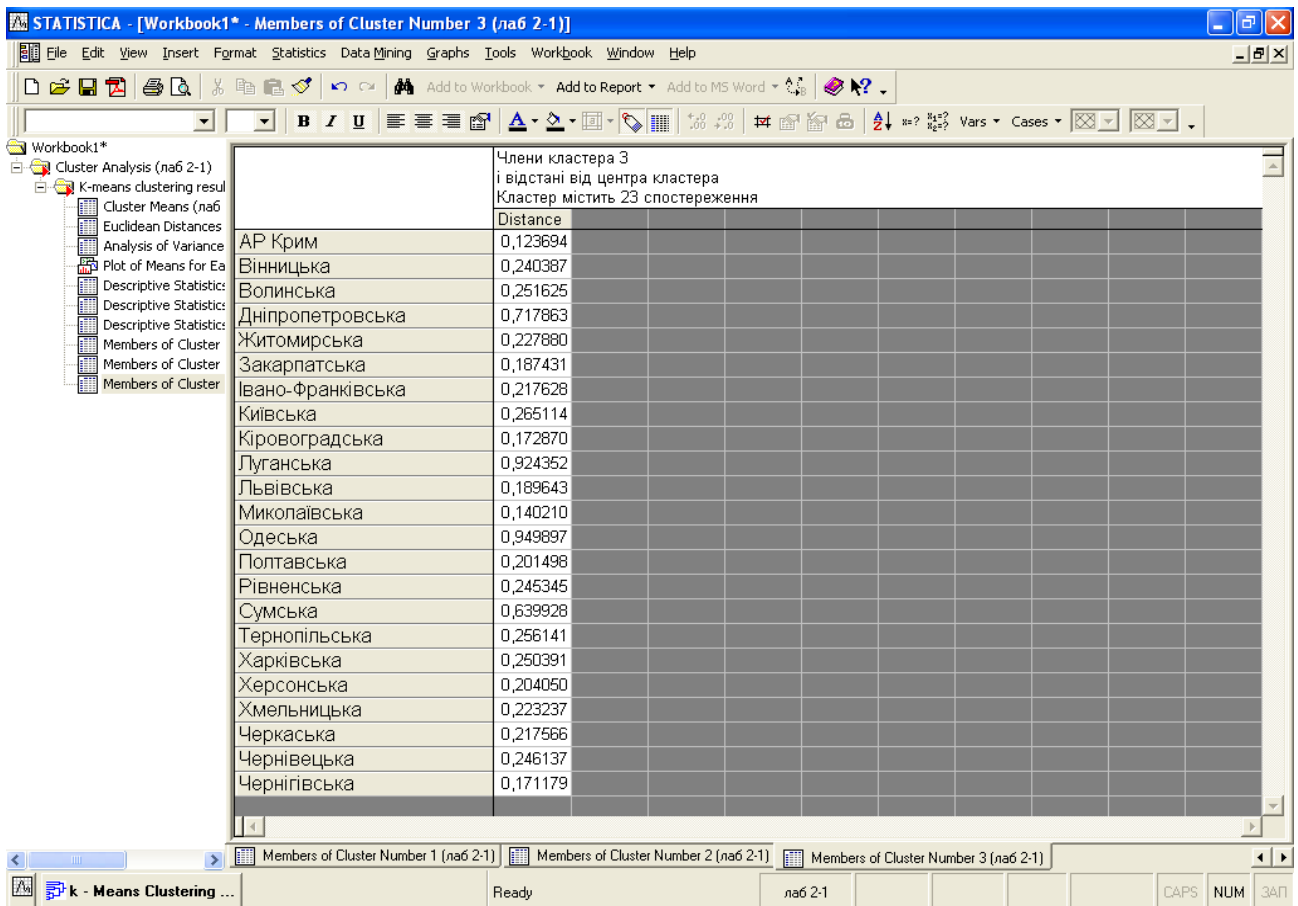 STATISTICA - [Workbook1* - Members of Cluster Number 3 (лаб 2-1)]
File Edit View Insert Format Statistics Data Mining Graphs Tools Workbook Window Help
Add to Workbook Add to Report Add to MS Word
B I U Vars Cases
Workbook1*
Cluster Analysis (лаб 2-1)
K-means clustering resul
Cluster Means (лаб
Euclidean Distances
Analysis of Variance
Plot of Means for Ea
Descriptive Statistics
Descriptive Statistics
Descriptive Statistics
Members of Cluster
Members of Cluster
Members of Cluster
Члени кластера 3
і відстані від центра кластера
Кластер містить 23 спостереження
Distance
АР Крим 0,123694
Вінницька 0,240387
Волинська 0,251625
Дніпропетровська 0,717863
Житомирська 0,227880
Закарпатська 0,187431
Івано-Франківська 0,217628
Київська 0,265114
Кіровоградська 0,172870
Луганська 0,924352
Львівська 0,189643
Миколаївська 0,140210
Одеська 0,949897
Полтавська 0,201498
Рівненська 0,245345
Сумська 0,639928
Тернопільська 0,256141
Харківська 0,250391
Херсонська 0,204050
Хмельницька 0,223237
Черкаська 0,217566
Чернівецька 0,246137
Чернігівська 0,171179
Members of Cluster Number 1 (лаб 2-1) Members of Cluster Number 2 (лаб 2-1) Members of Cluster Number 3 (лаб 2-1)
k - Means Clustering ... Ready лаб 2-1 CAPS NUM ЗАП